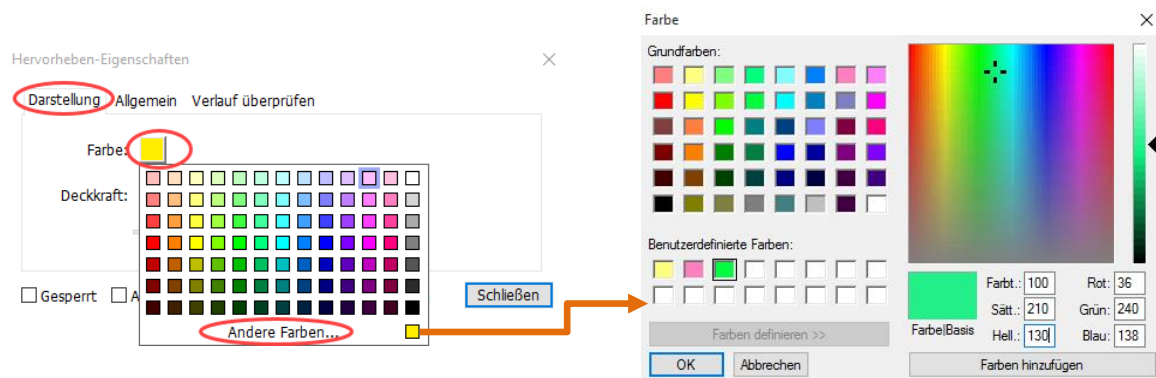 Hervorheben-Eigenschaften
Darstellung Allgemein Verlauf überprüfen
Farbe:
Deckkraft:
Gesperrt A
Schließen
Andere Farben...
Farbe
Grundfarben:
Benutzerdefinierte Farben:
Farben definieren >>
OK Abbrechen
Farbe|Basis
Farbt.: 100 Rot: 36
Sätt.: 210 Grün: 240
Hell.: 130 Blau: 138
Farben hinzufügen